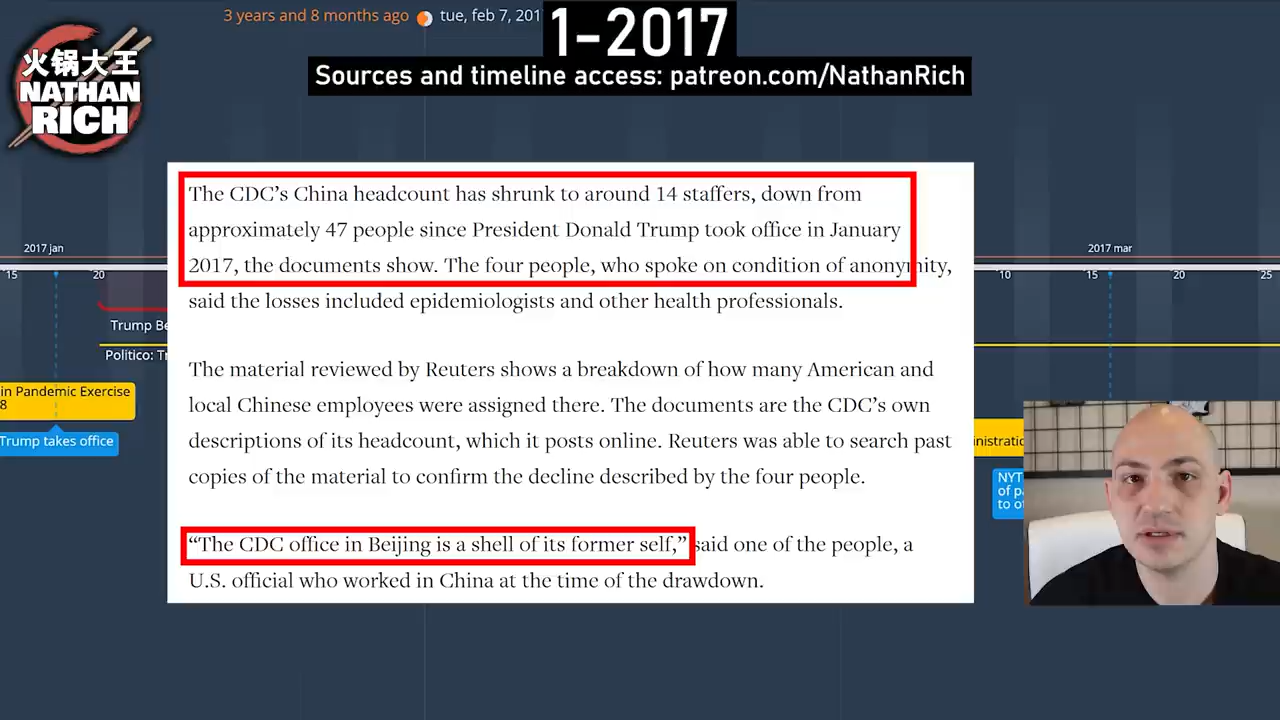 3 years and 8 months ago
tue, feb 7, 201
1-2017
Sources and timeline access: patreon.com/NathanRich
火锅大王
NATHAN
RICH
The CDC's China headcount has shrunk to around 14 staffers, down from
approximately 47 people since President Donald Trump took office in January
2017, the documents show. The four people, who spoke on condition of anonymity,
said the losses included epidemiologists and other health professionals.
The material reviewed by Reuters shows a breakdown of how many American and
local Chinese employees were assigned there. The documents are the CDC's own
descriptions of its headcount, which it posts online. Reuters was able to search past
copies of the material to confirm the decline described by the four people.
“The CDC office in Beijing is a shell of its former self,” said one of the people, a
U.S. official who worked in China at the time of the drawdown.
2017 jan
2017 mar
15
20
10
15
20
25
Trump Be
Politico: T
in Pandemic Exercise
8
Trump takes office
inistratio
NYT
of p
to o